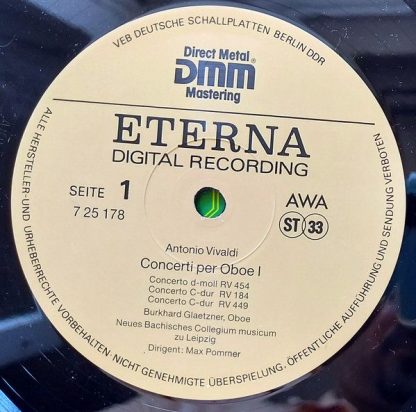 VEB DEUTSCHE SCHALLPLATTEN BERLIN DDR
Direct Metal
DMM®
Mastering
ETERNA
DIGITAL RECORDING
SEITE 1
7 25 178
AWA
ST 33
Antonio Vivaldi
Concerti per Oboe I
Concerto d-moll RV 454
Concerto C-dur RV 184
Concerto C-dur RV 449
Burkhard Glaetzner, Oboe
Neues Bachisches Collegium musicum
zu Leipzig
Dirigent: Max Pommer
ALLE HERSTELLER- UND URHEBERRECHTE VORBEHALTEN · NICHT GENEHMIGTE ÜBERSPIELUNG, ÖFFENTLICHE AUFFÜHRUNG UND SENDUNG VERBOTEN